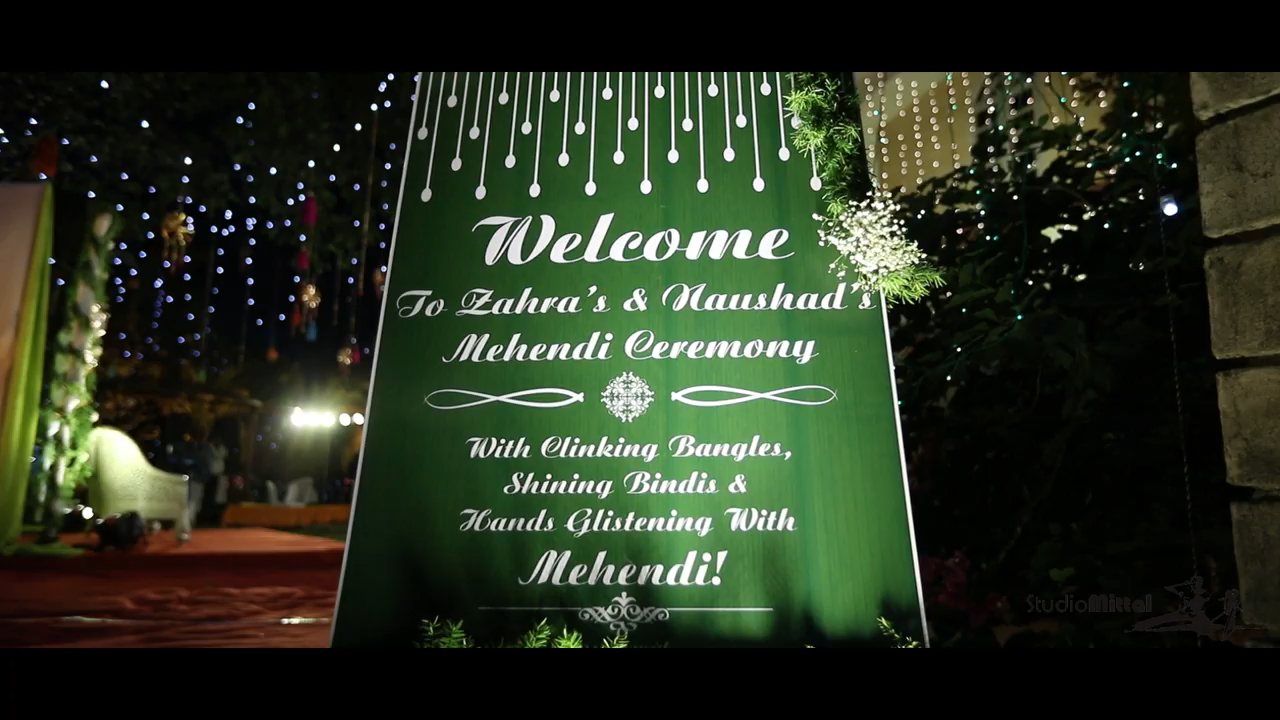 Welcome
To Zahra's & Naushad's
Mehendi Ceremony
With Clinking Bangles,
Shining Bindis &
Hands Glistening With
Mehendi!
StudioMittal